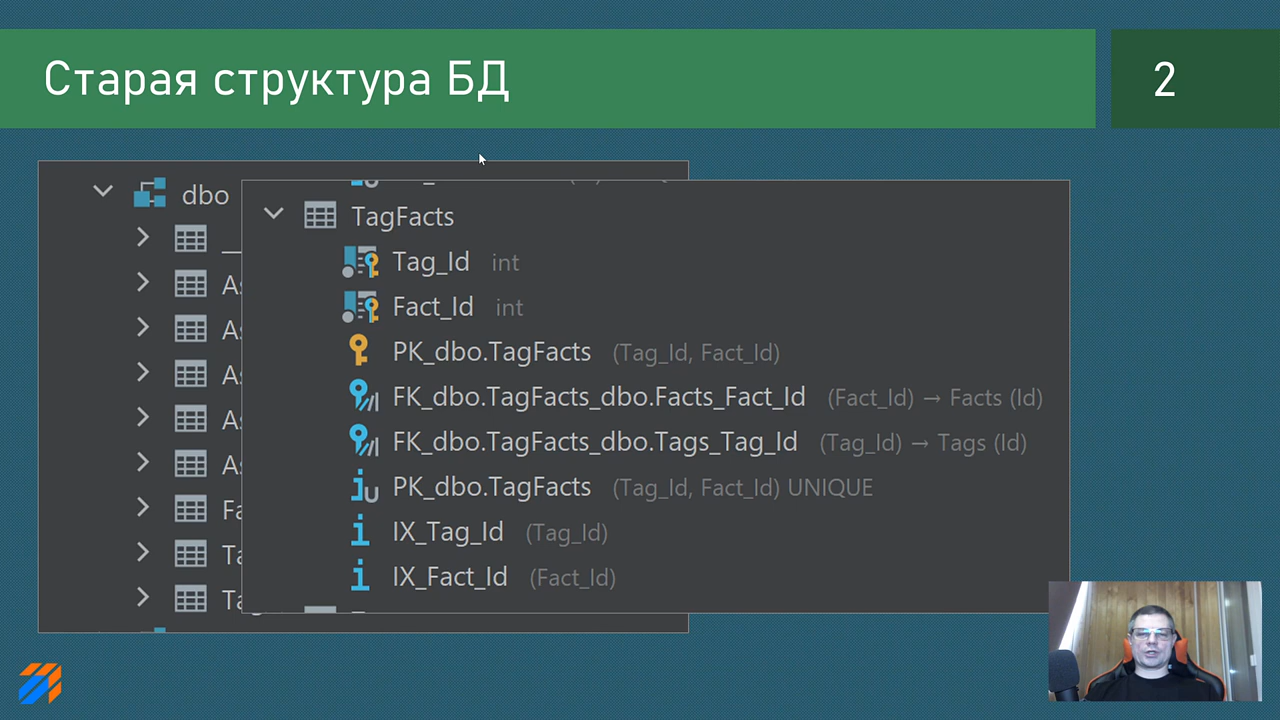 Старая структура БД
2
dbo
TagFacts
Tag_Id int
Fact_Id int
PK_dbo.TagFacts (Tag_Id, Fact_Id)
FK_dbo.TagFacts_dbo.Facts_Fact_Id (Fact_Id) → Facts (Id)
FK_dbo.TagFacts_dbo.Tags_Tag_Id (Tag_Id) → Tags (Id)
PK_dbo.TagFacts (Tag_Id, Fact_Id) UNIQUE
IX_Tag_Id (Tag_Id)
IX_Fact_Id (Fact_Id)